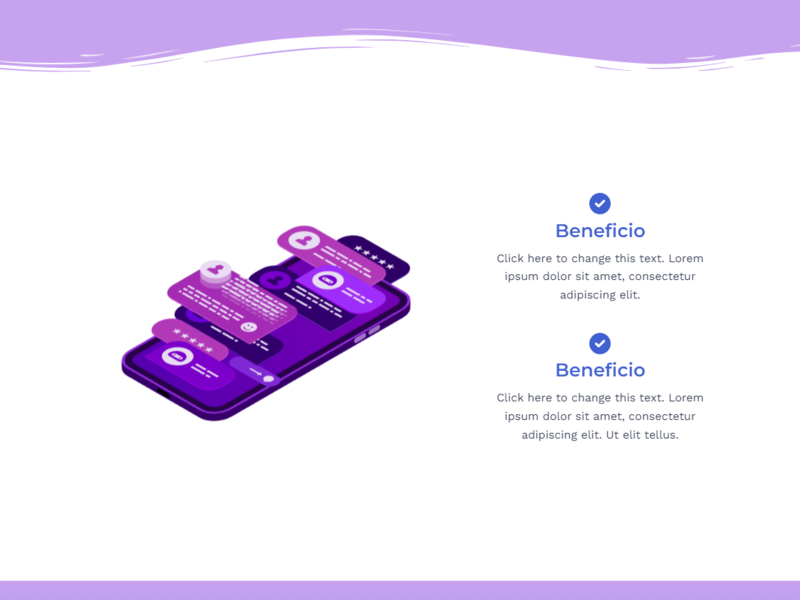 Beneficio
Click here to change this text. Lorem
ipsum dolor sit amet, consectetur
adipiscing elit.
Beneficio
Click here to change this text. Lorem
ipsum dolor sit amet, consectetur
adipiscing elit. Ut elit tellus.